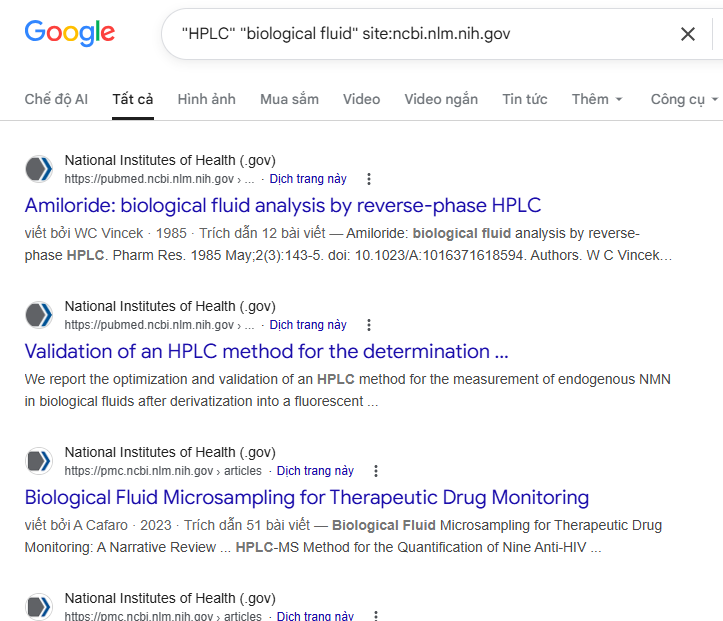 Google
"HPLC" "biological fluid" site:ncbi.nlm.nih.gov
Chế độ AI Tất cả Hình ảnh Mua sắm Video Video ngắn Tin tức Thêm Công cụ
National Institutes of Health (.gov)
https://pubmed.ncbi.nlm.nih.gov › ... · Dịch trang này
Amiloride: biological fluid analysis by reverse-phase HPLC
viết bởi WC Vincek · 1985 · Trích dẫn 12 bài viết — Amiloride: biological fluid analysis by reverse-
phase HPLC. Pharm Res. 1985 May;2(3):143-5. doi: 10.1023/A:1016371618594. Authors. W C Vincek...
National Institutes of Health (.gov)
https://pubmed.ncbi.nlm.nih.gov › ... · Dịch trang này
Validation of an HPLC method for the determination ...
We report the optimization and validation of an HPLC method for the measurement of endogenous NMN
in biological fluids after derivatization into a fluorescent ...
National Institutes of Health (.gov)
https://pmc.ncbi.nlm.nih.gov › articles · Dịch trang này
Biological Fluid Microsampling for Therapeutic Drug Monitoring
viết bởi A Cafaro · 2023 · Trích dẫn 51 bài viết — Biological Fluid Microsampling for Therapeutic Drug
Monitoring: A Narrative Review ... HPLC-MS Method for the Quantification of Nine Anti-HIV ...
National Institutes of Health (.gov)
https://pmc.ncbi.nlm.nih.gov › articles · Dịch trang này